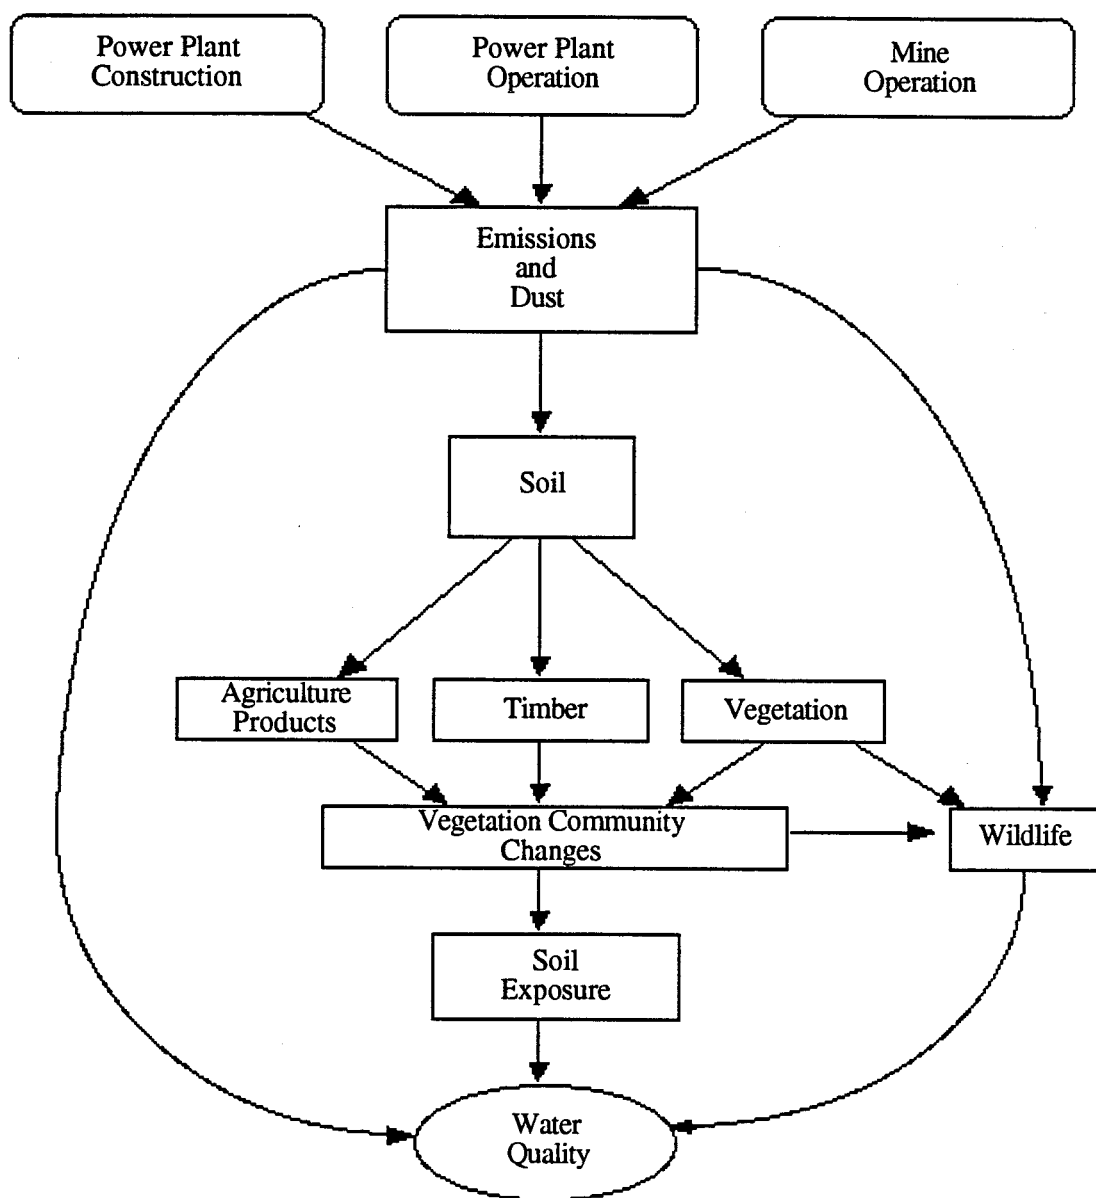 Power Plant
Construction
Power Plant
Operation
Mine
Operation
Emissions
and
Dust
Soil
Agriculture
Products
Timber
Vegetation
Vegetation Community
Changes
Wildlife
Soil
Exposure
Water
Quality